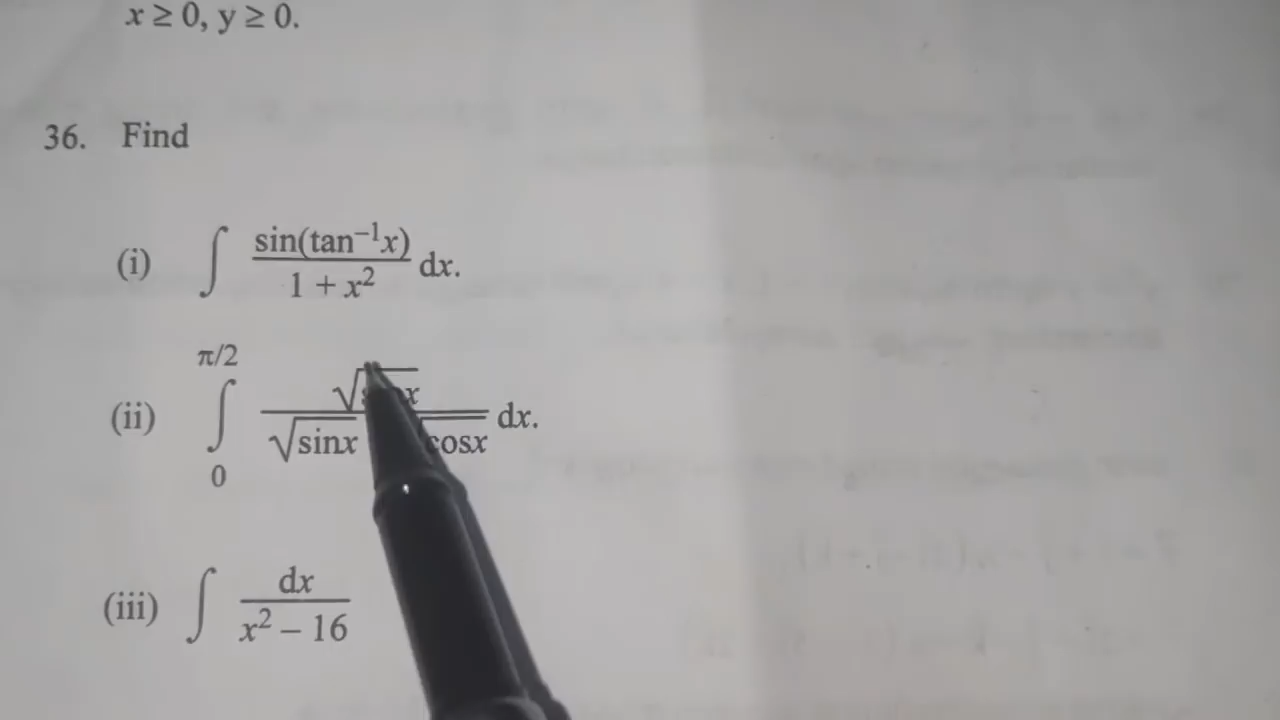 x ≥ 0, y ≥ 0.
36. Find
(i) ∫ sin(tan⁻¹x) / 1 + x² dx.
(ii) ∫₀^π/2 √ x / √sinx √cosx dx.
(iii) ∫ dx / x² – 16